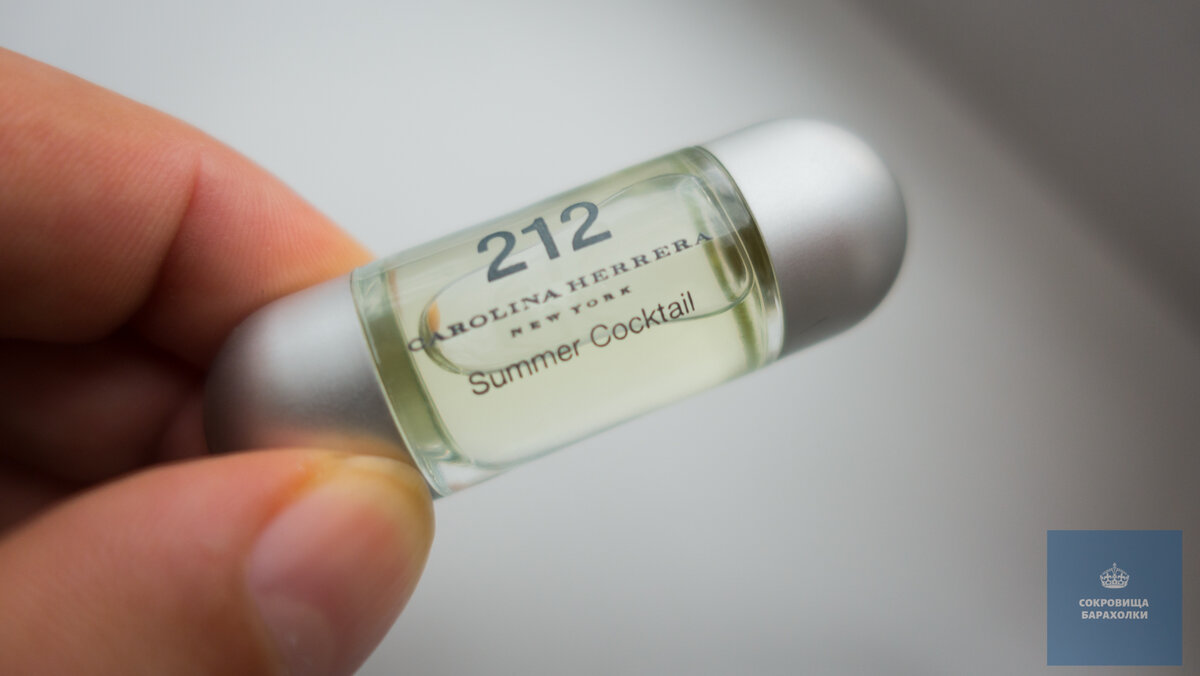 212
CAROLINA HERRERA
NEW YORK
Summer Cocktail
СОКРОВИЩА
БАРАХОЛКИ